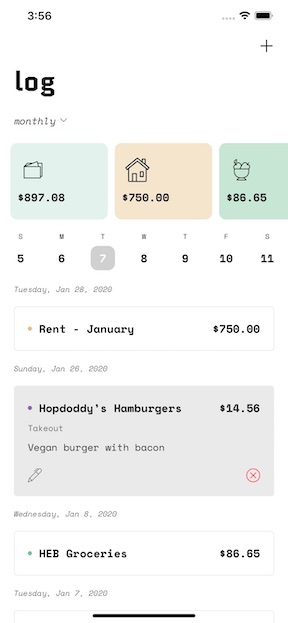 3:56
log
monthly
$897.08
$750.00
$86.65
S M T W T F S
5 6 7 8 9 10 11
Tuesday, Jan 28, 2020
Rent - January $750.00
Sunday, Jan 26, 2020
Hopdoddy's Hamburgers $14.56
Takeout
Vegan burger with bacon
Wednesday, Jan 8, 2020
HEB Groceries $86.65
Tuesday, Jan 7, 2020